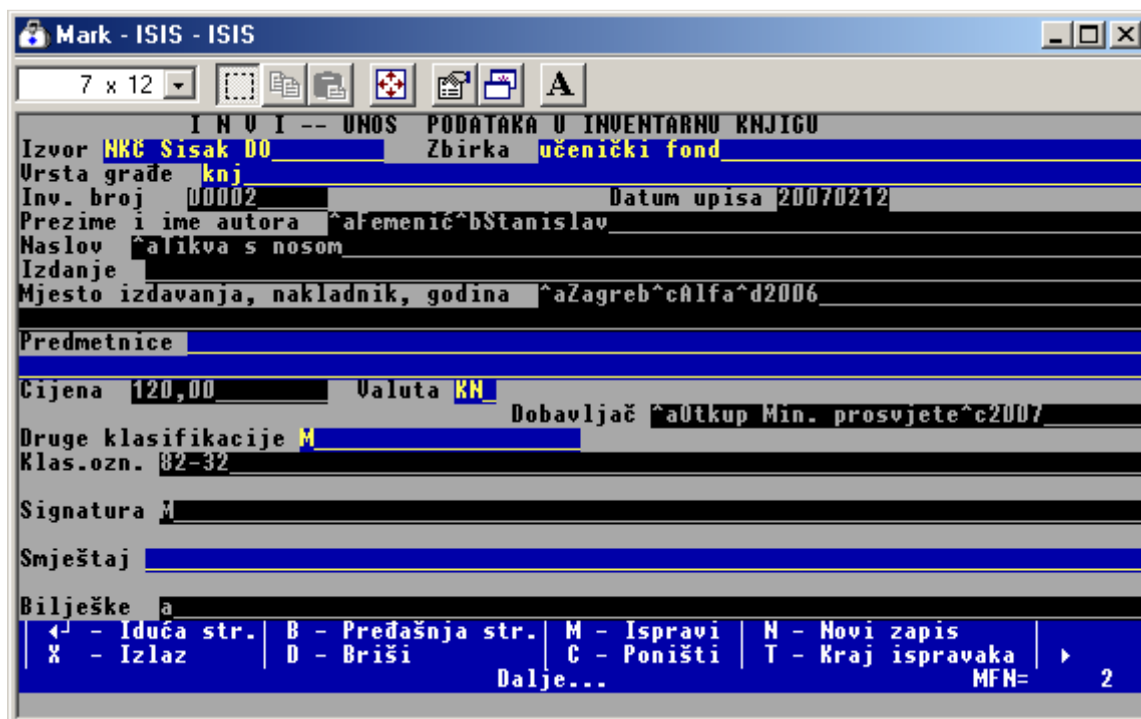 Mark - ISIS - ISIS
7 x 12 A
I N V I -- UNOS PODATAKA U INVENTARNU KNJIGU
Izvor NKČ Sisak DO Zbirka učenički fond
Vrsta građe knj
Inv. broj 00002 Datum upisa 20070212
Prezime i ime autora ^aFemenić^bStanislav
Naslov ^aTikva s nosom
Izdanje
Mjesto izdavanja, nakladnik, godina ^aZagreb^cAlfa^d2006
Predmetnice
Cijena 120,00 Valuta KN
Dobavljač ^aOtkup Min. prosvjete^c2007
Druge klasifikacije M
Klas.ozn. 82-32
Signatura M
Smještaj
Bilješke a
↵ - Iduća str.| B - Pređašnja str.| M - Ispravi | N - Novi zapis |
X - Izlaz | D - Briši | C - Poništi | T - Kraj ispravaka |
Dalje... MFN= 2